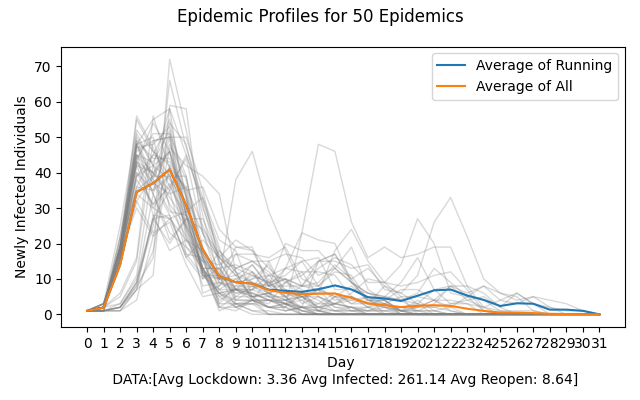 Epidemic Profiles for 50 Epidemics
Newly Infected Individuals
70
60
50
40
30
20
10
0
Average of Running
Average of All
0 1 2 3 4 5 6 7 8 9 10 11 12 13 14 15 16 17 18 19 20 21 22 23 24 25 26 27 28 29 30 31
Day
DATA:[Avg Lockdown: 3.36 Avg Infected: 261.14 Avg Reopen: 8.64]